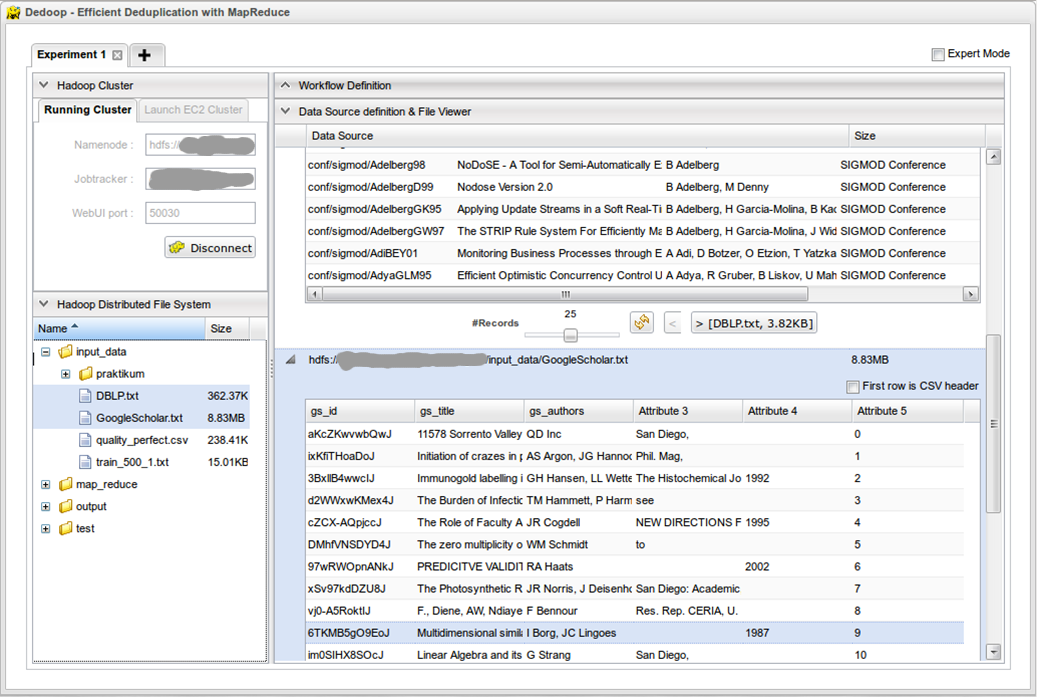 Dedoop - Efficient Deduplication with MapReduce
Experiment 1
Expert Mode
Hadoop Cluster
Running Cluster Launch EC2 Cluster
Namenode : hdfs://
Jobtracker :
WebUI port : 50030
Disconnect
Hadoop Distributed File System
Name Size
input_data
praktikum
DBLP.txt 362.37K
GoogleScholar.txt 8.83MB
quality_perfect.csv 238.41K
train_500_1.txt 15.01KB
map_reduce
output
test
Workflow Definition
Data Source definition & File Viewer
Data Source Size
conf/sigmod/Adelberg98 NoDoSE - A Tool for Semi-Automatically E B Adelberg SIGMOD Conference
conf/sigmod/AdelbergD99 Nodose Version 2.0 B Adelberg, M Denny SIGMOD Conference
conf/sigmod/AdelbergGK95 Applying Update Streams in a Soft Real-Ti B Adelberg, H Garcia-Molina, B Kao SIGMOD Conference
conf/sigmod/AdelbergGW97 The STRIP Rule System For Efficiently Ma B Adelberg, H Garcia-Molina, J Wid SIGMOD Conference
conf/sigmod/AdiBEY01 Monitoring Business Processes through E A Adi, D Botzer, O Etzion, T Yatzka SIGMOD Conference
conf/sigmod/AdyaGLM95 Efficient Optimistic Concurrency Control U A Adya, R Gruber, B Liskov, U Mah SIGMOD Conference
#Records 25 < > [DBLP.txt, 3.82KB]
hdfs:// /input_data/GoogleScholar.txt 8.83MB
First row is CSV header
gs_id gs_title gs_authors Attribute 3 Attribute 4 Attribute 5
aKcZKwvwbQwJ 11578 Sorrento Valley QD Inc San Diego, 0
ixKfiTHoaDoJ Initiation of crazes in p AS Argon, JG Hannoo Phil. Mag, 1
3BxllB4wwcIJ Immunogold labelling i GH Hansen, LL Wette The Histochemical Jo 1992 2
d2WWxwKMex4J The Burden of Infectic TM Hammett, P Harm see 3
cZCX-AQpjccJ The Role of Faculty A JR Cogdell NEW DIRECTIONS F 1995 4
DMhfVNSDYD4J The zero multiplicity o WM Schmidt to 5
97wRWOpnANkJ PREDICITVE VALIDIT RA Haats 2002 6
xSv97kdDZU8J The Photosynthetic R JR Norris, J Deisenho San Diego: Academic 7
vj0-A5RoktIJ F., Diene, AW, Ndiaye F Bennour Res. Rep. CERIA, U. 8
6TKMB5gO9EoJ Multidimensional simila I Borg, JC Lingoes 1987 9
im0SIHX8SOcJ Linear Algebra and its G Strang San Diego, 10